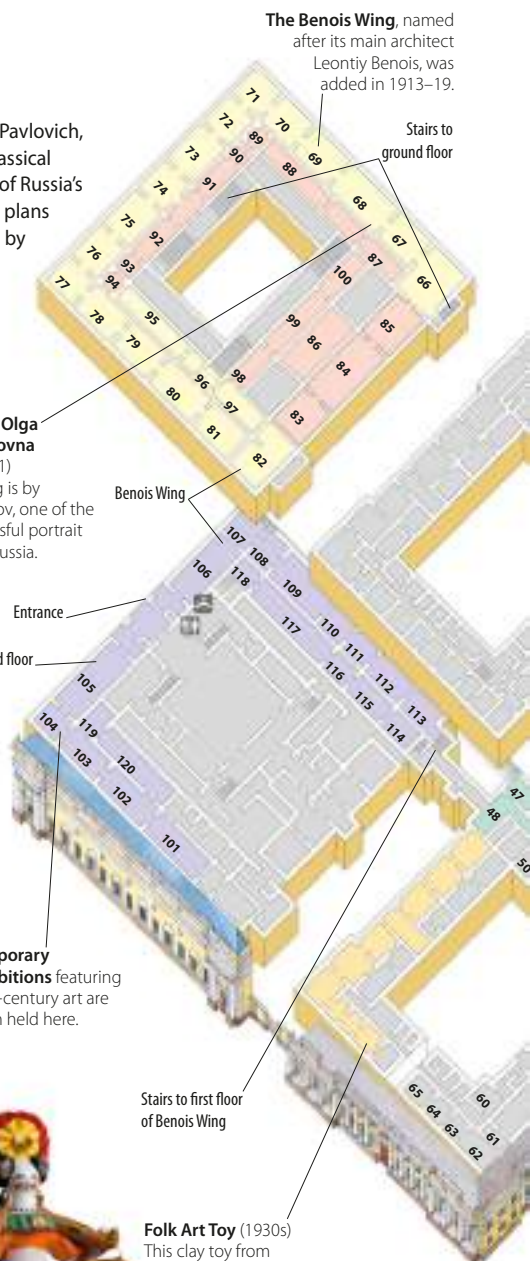 The Benois Wing, named
after its main architect
Leontiy Benois, was
added in 1913–19.
Pavlovich,
assical
of Russia's
plans
by
Stairs to
ground floor
71
72
70
89
69
73
90
88
91
68
74
67
75
92
87
66
76
93
100
77
94
78
95
99
85
79
86
98
84
80
96
97
83
81
82
Olga
ovna
1)
g is by
ov, one of the
sful portrait
ussia.
Benois Wing
107
108
106
118
109
117
110
111
116
112
115
113
114
Entrance
d floor
105
104
119
103
120
102
101
47
48
50
porary
bitions featuring
-century art are
n held here.
Stairs to first floor
of Benois Wing
65
64
63
62
60
61
Folk Art Toy (1930s)
This clay toy from